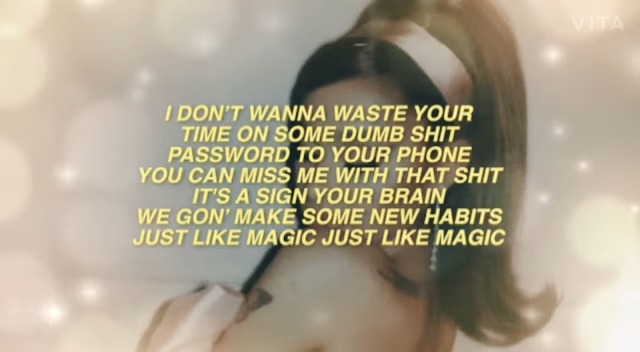 VITA
I DON'T WANNA WASTE YOUR
TIME ON SOME DUMB SHIT
PASSWORD TO YOUR PHONE
YOU CAN MISS ME WITH THAT SHIT
IT'S A SIGN YOUR BRAIN
WE GON' MAKE SOME NEW HABITS
JUST LIKE MAGIC JUST LIKE MAGIC